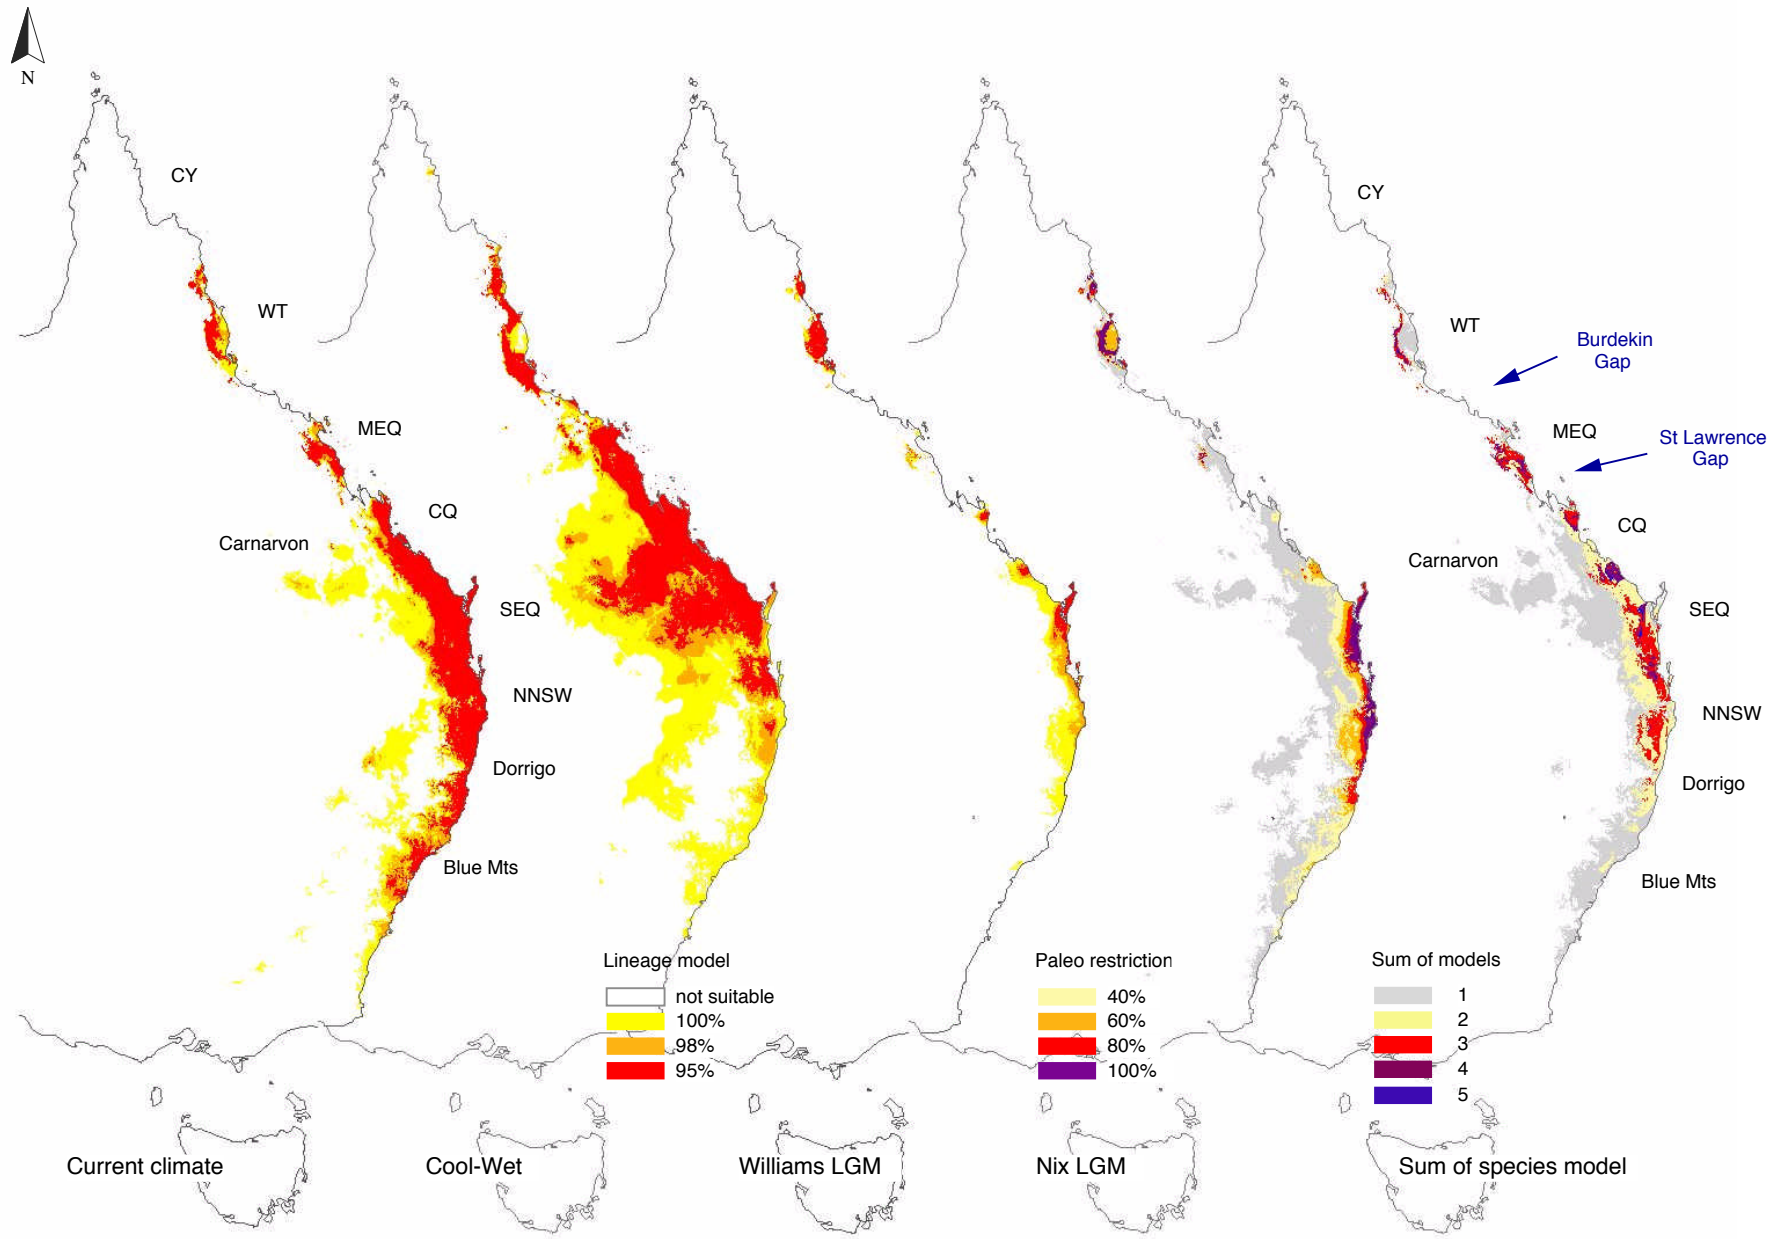 N
CY
WT
MEQ
CQ
Carnarvon
SEQ
NNSW
Dorrigo
Blue Mts
CY
WT
Burdekin
Gap
MEQ
St Lawrence
Gap
CQ
Carnarvon
SEQ
NNSW
Dorrigo
Blue Mts
Lineage model
not suitable
100%
98%
95%
Paleo restriction
40%
60%
80%
100%
Sum of models
1
2
3
4
5
Current climate
Cool-Wet
Williams LGM
Nix LGM
Sum of species model